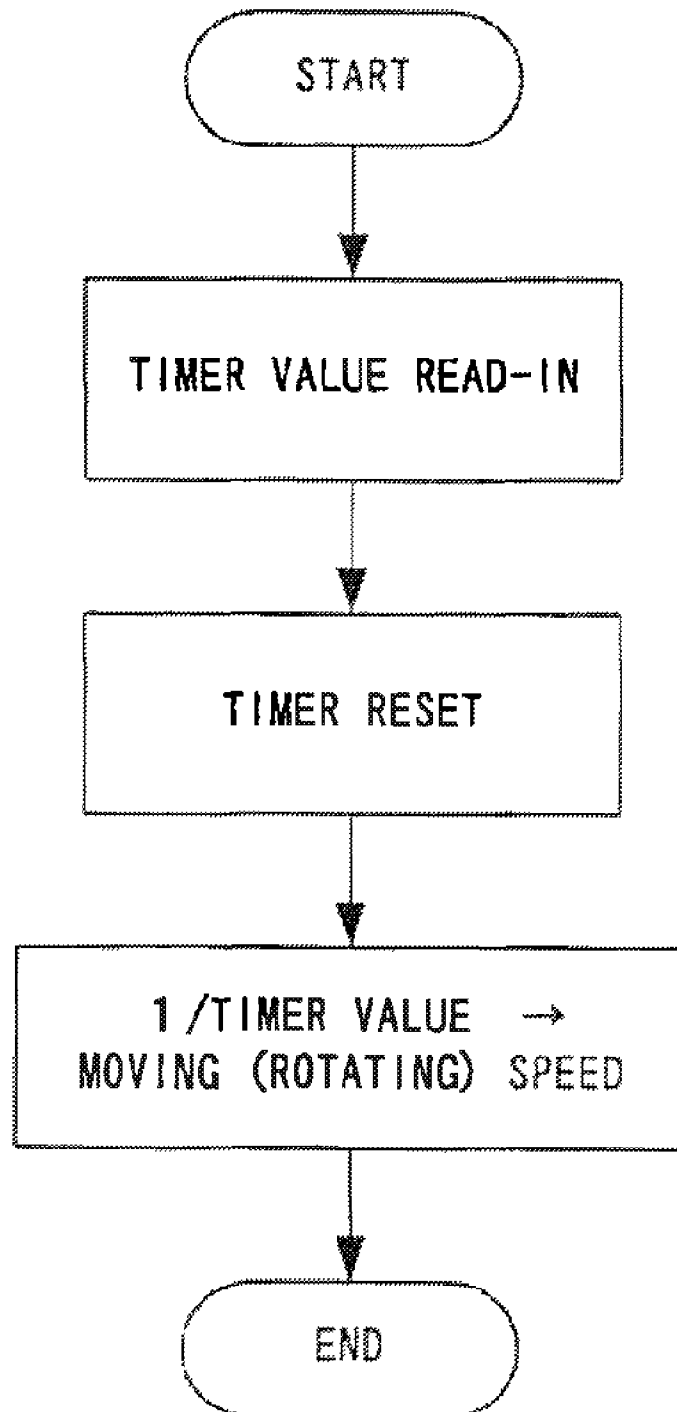 START
TIMER VALUE READ-IN
TIMER RESET
1/TIMER VALUE →
MOVING (ROTATING) SPEED
END